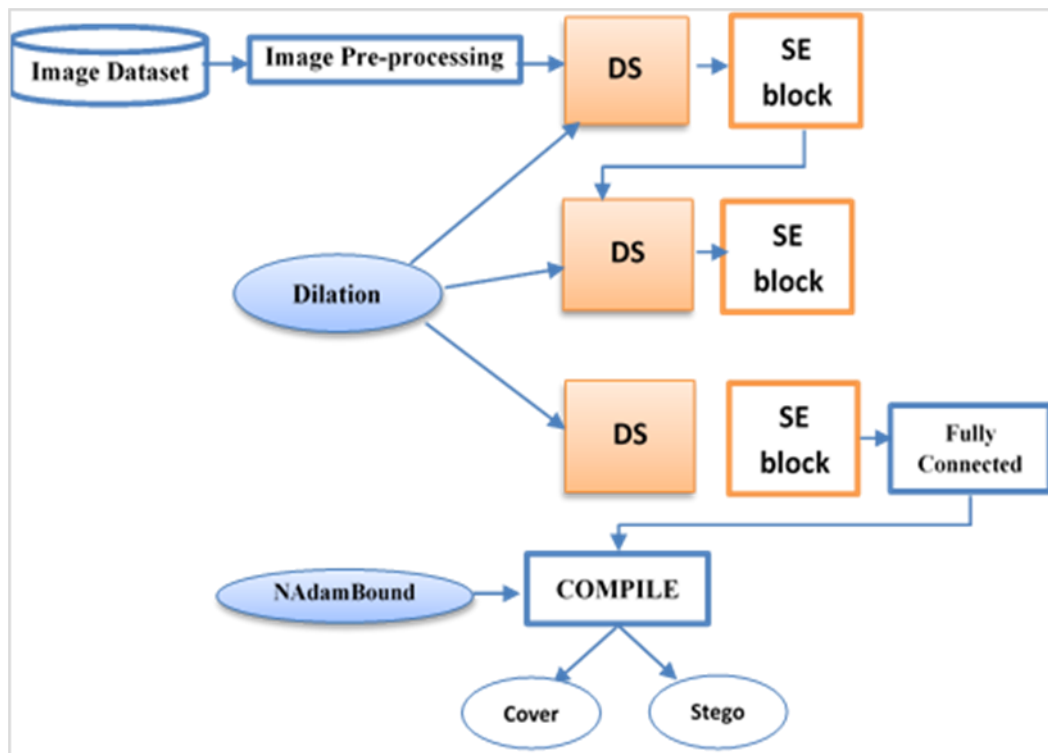 Image Dataset
Image Pre-processing
DS
SE
block
DS
SE
block
Dilation
DS
SE
block
Fully
Connected
NAdamBound
COMPILE
Cover
Stego